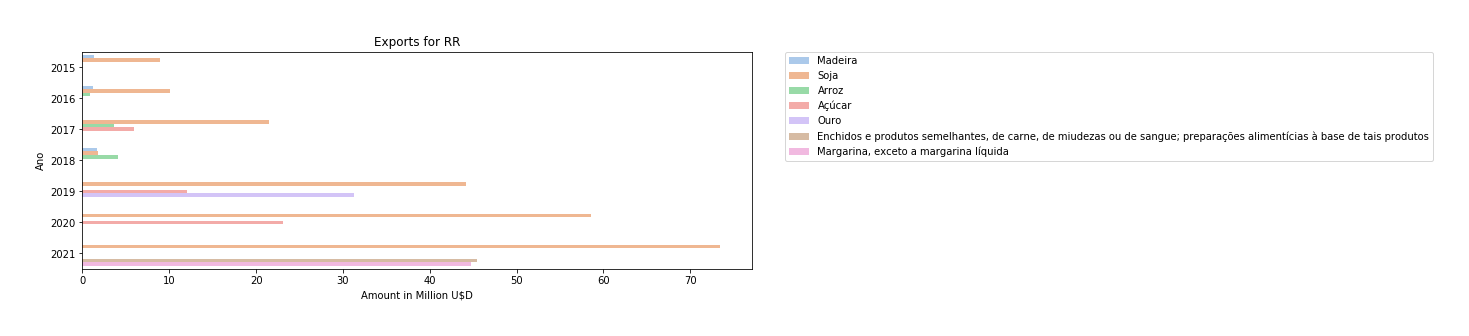 Exports for RR
Ano
2015
2016
2017
2018
2019
2020
2021
0 10 20 30 40 50 60 70
Amount in Million U$D
Madeira
Soja
Arroz
Açúcar
Ouro
Enchidos e produtos semelhantes, de carne, de miudezas ou de sangue; preparações alimentícias à base de tais produtos
Margarina, exceto a margarina líquida